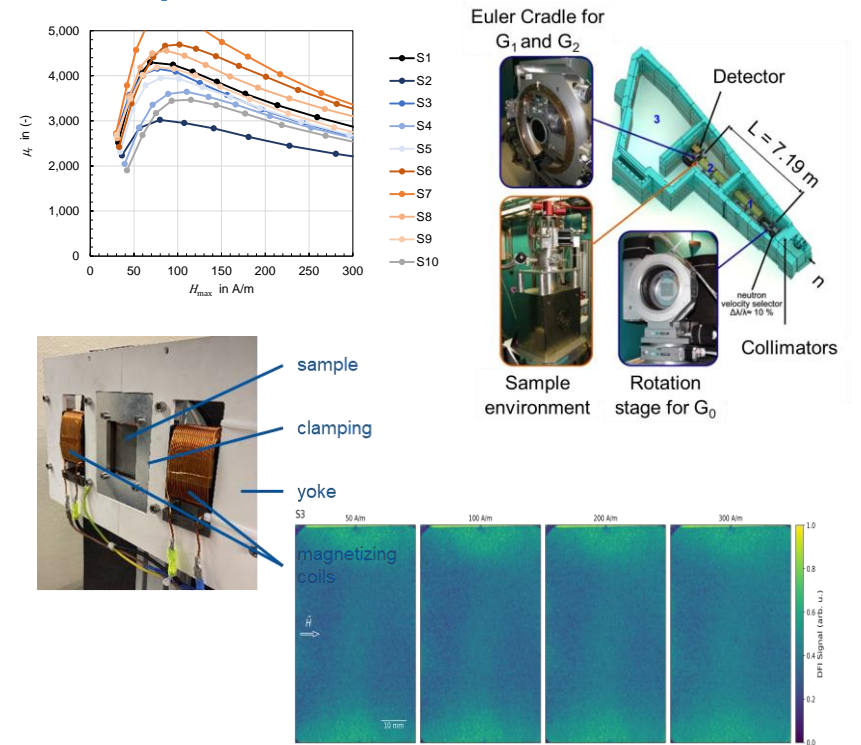 5,000
4,000
3,000
2,000
1,000
0
μr in (-)
0 50 100 150 200 250 300
Hmax in A/m
S1
S2
S3
S4
S5
S6
S7
S8
S9
S10
Euler Cradle for
G1 and G2
Detector
L = 7.19 m
3
2
1
n
neutron
velocity selector
Δλ/λ≈ 10 %
Collimators
Sample
environment
Rotation
stage for G0
sample
clamping
yoke
magnetizing
coils
S3
50 A/m
100 A/m
200 A/m
300 A/m
H
10 mm
1.0
0.8
0.6
0.4
0.2
0.0
DFI Signal (arb. u.)